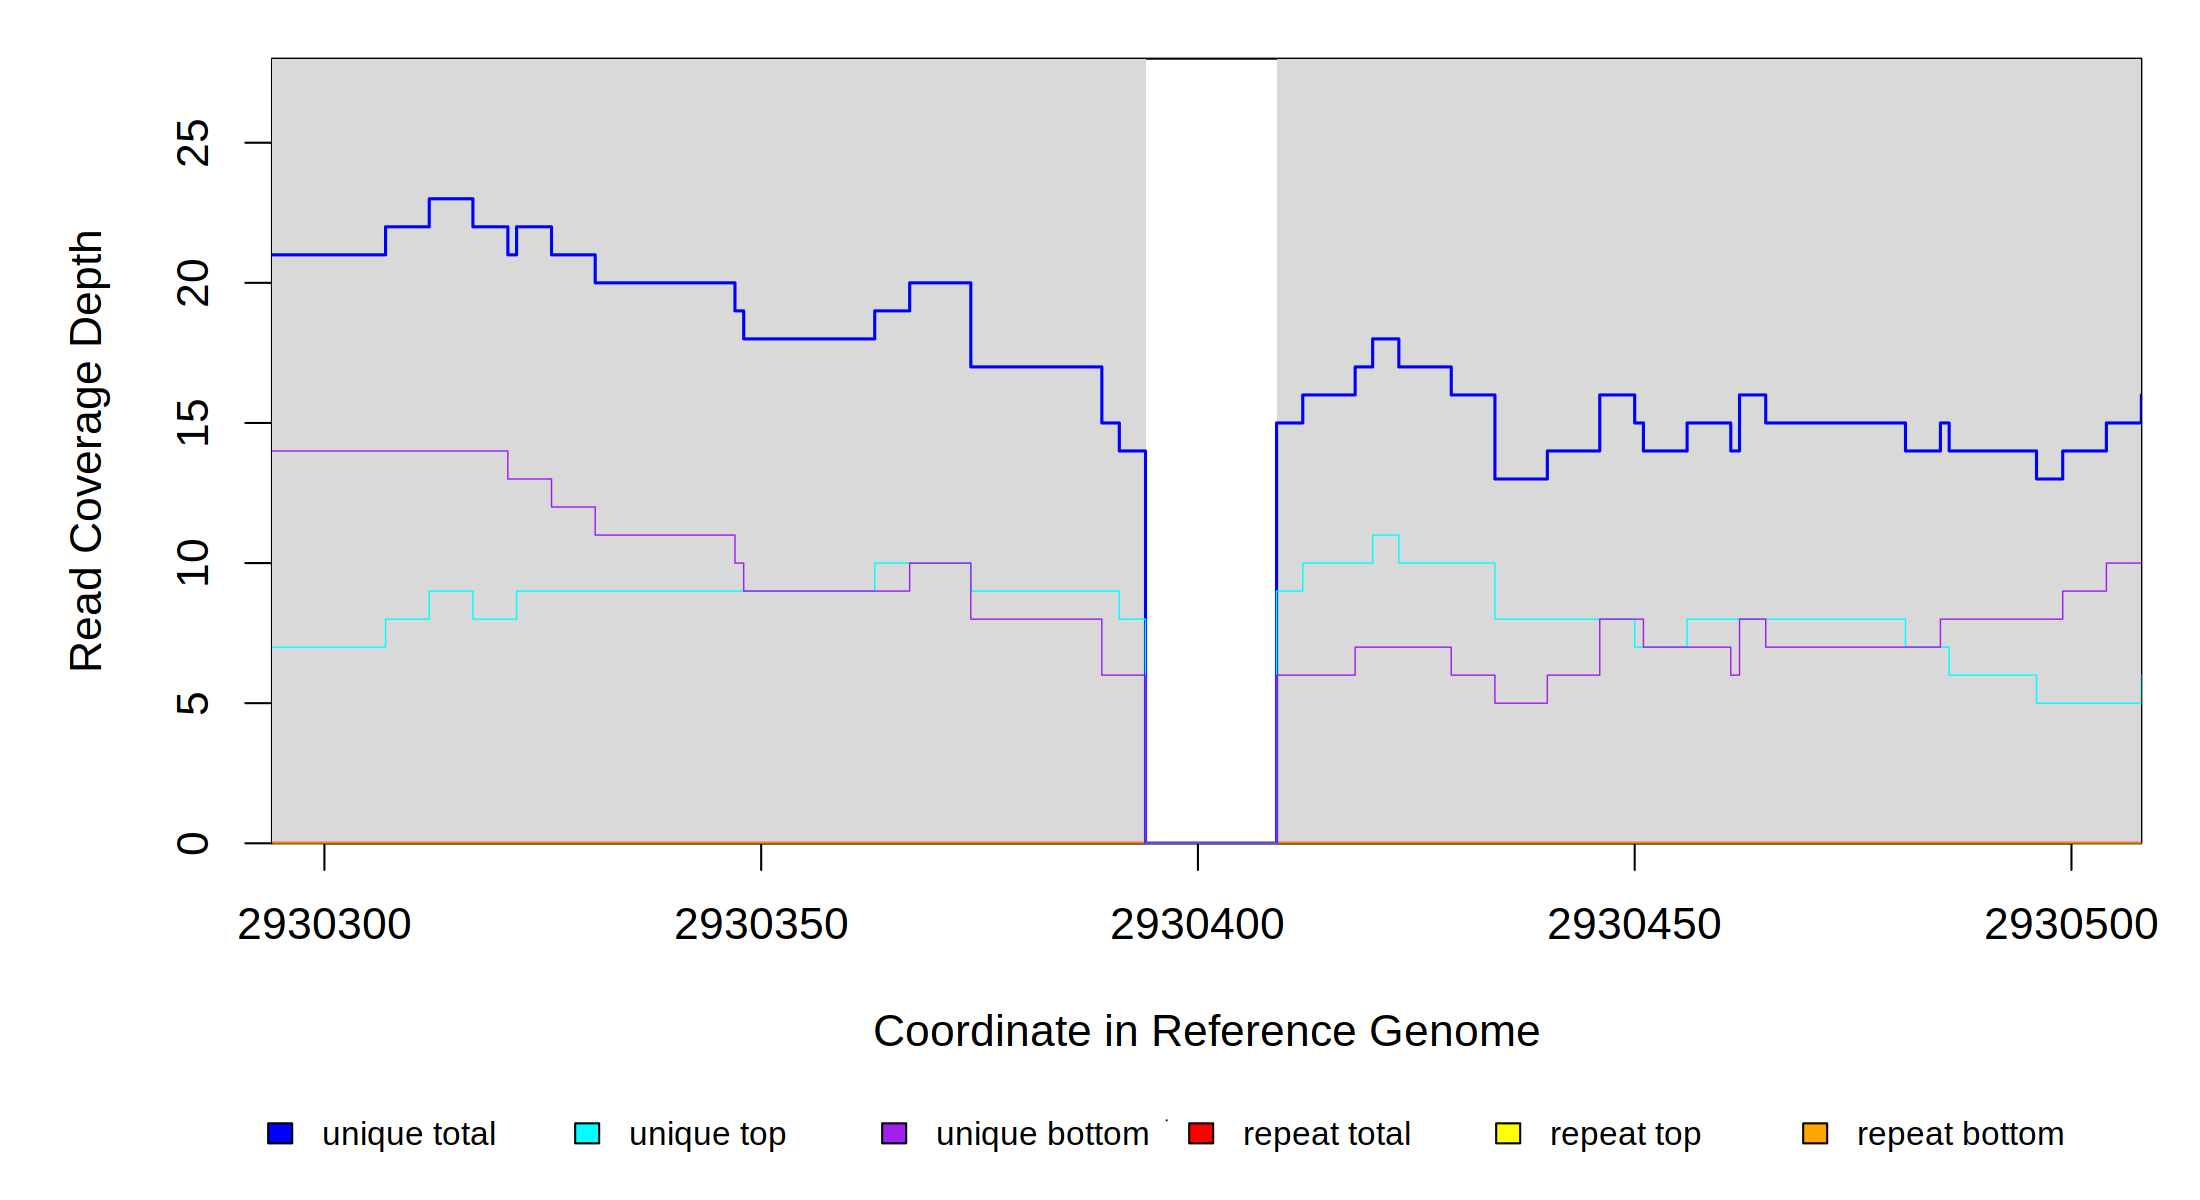 Read Coverage Depth
25
20
15
10
5
0
2930300 2930350 2930400 2930450 2930500
Coordinate in Reference Genome
unique total unique top unique bottom repeat total repeat top repeat bottom